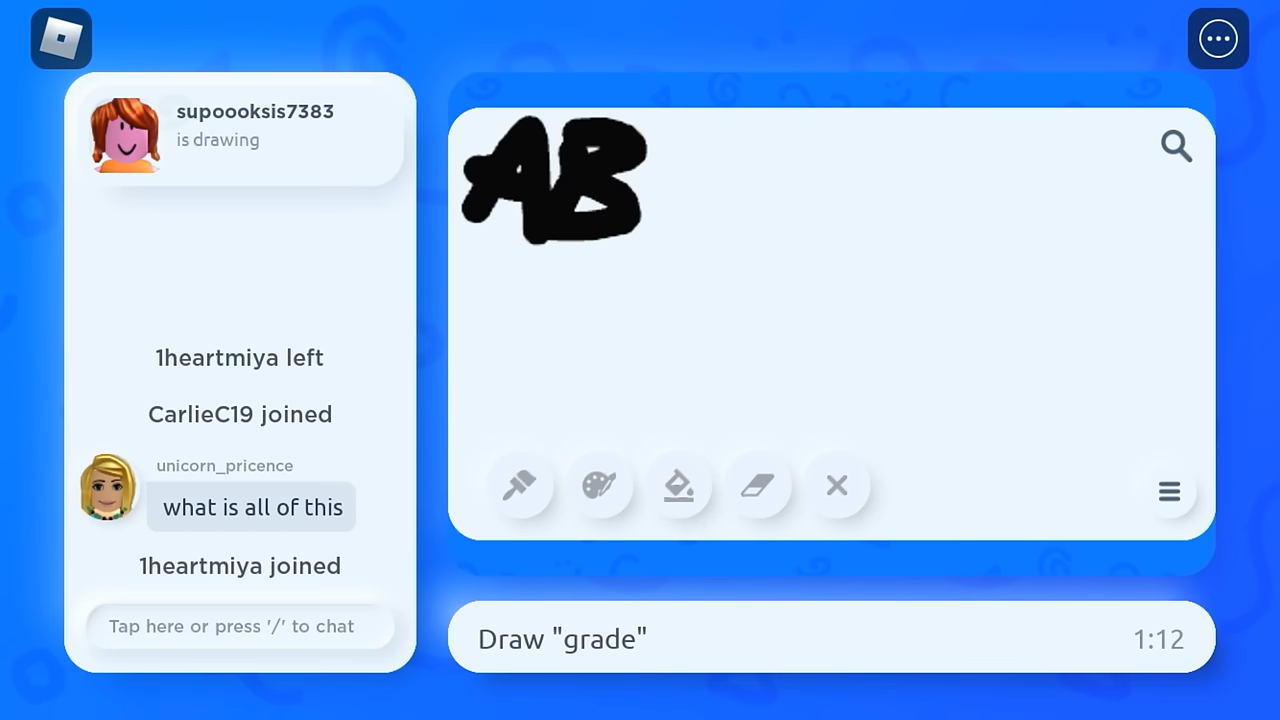 supoooksis7383
is drawing
1heartmiya left
CarlieC19 joined
unicorn_pricence
what is all of this
1heartmiya joined
Tap here or press '/' to chat
AB
Draw "grade"
1:12